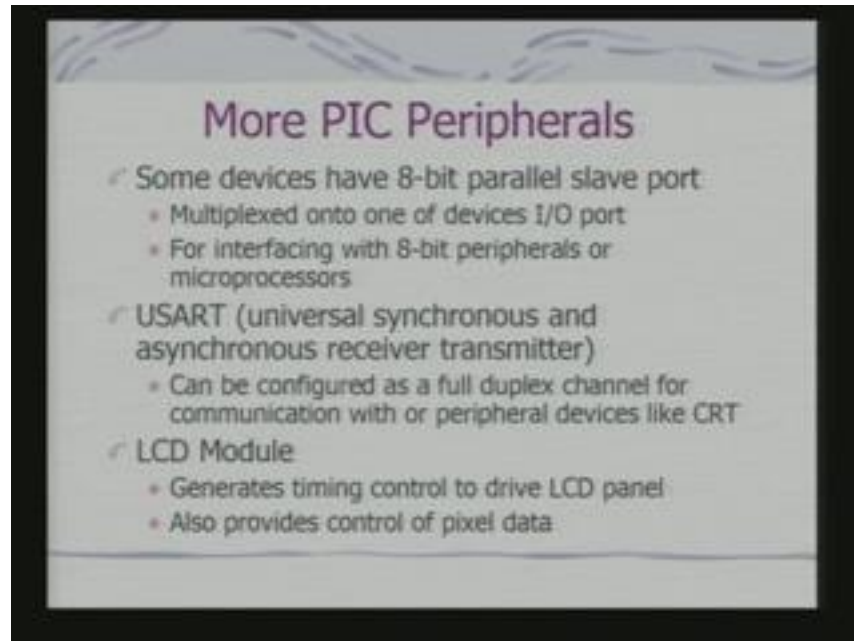 More PIC Peripherals
Some devices have 8-bit parallel slave port
Multiplexed onto one of devices I/O port
For interfacing with 8-bit peripherals or
microprocessors
USART (universal synchronous and
asynchronous receiver transmitter)
Can be configured as a full duplex channel for
communication with or peripheral devices like CRT
LCD Module
Generates timing control to drive LCD panel
Also provides control of pixel data